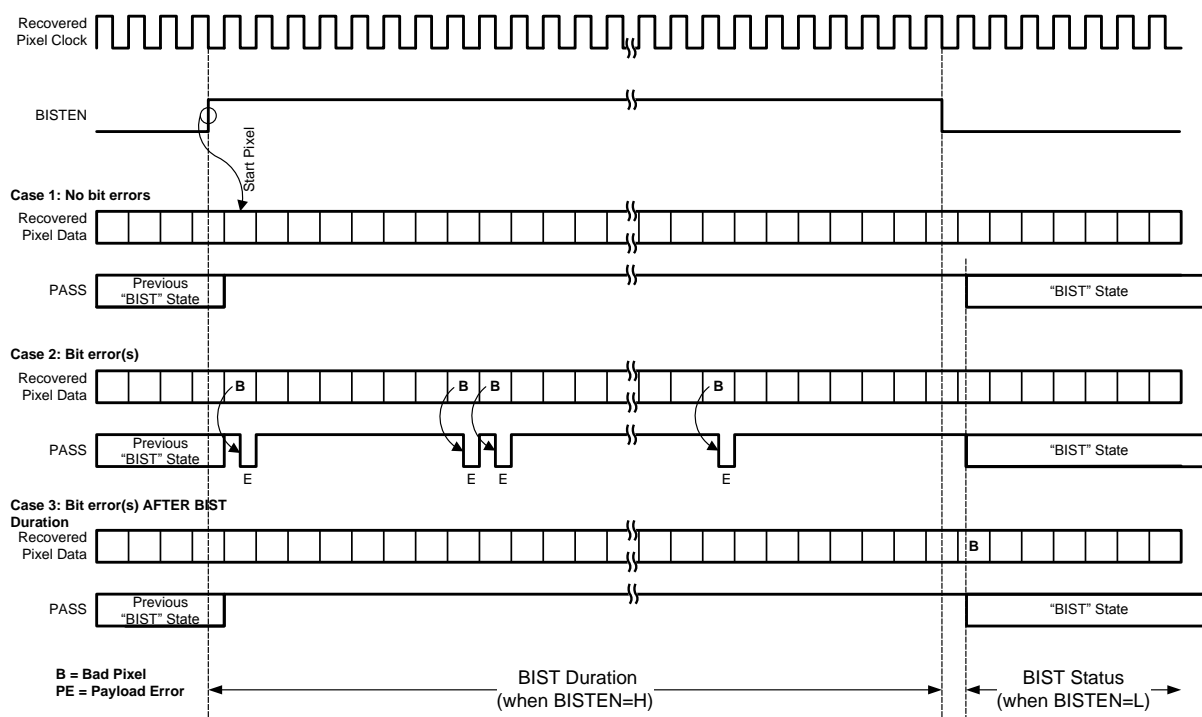 Recovered
Pixel Clock
BISTEN
Start Pixel
Case 1: No bit errors
Recovered
Pixel Data
PASS
Previous
“BIST” State
“BIST” State
Case 2: Bit error(s)
Recovered
Pixel Data
B
B
B
B
PASS
Previous
“BIST” State
“BIST” State
E
E
E
E
Case 3: Bit error(s) AFTER BIST
Duration
Recovered
Pixel Data
B
PASS
Previous
“BIST” State
“BIST” State
B = Bad Pixel
PE = Payload Error
BIST Duration
(when BISTEN=H)
BIST Status
(when BISTEN=L)